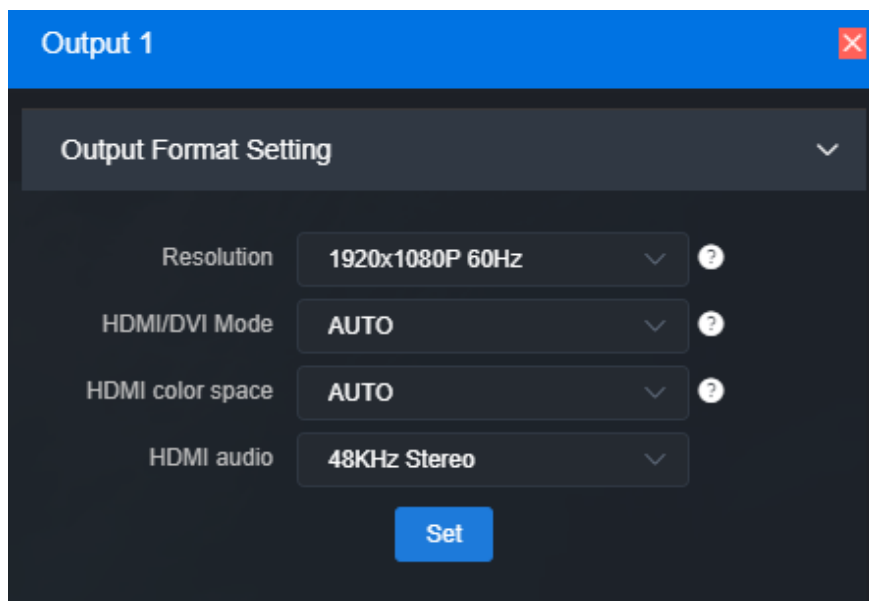 Output 1
Output Format Setting
Resolution 1920x1080P 60Hz ?
HDMI/DVI Mode AUTO ?
HDMI color space AUTO ?
HDMI audio 48KHz Stereo
Set